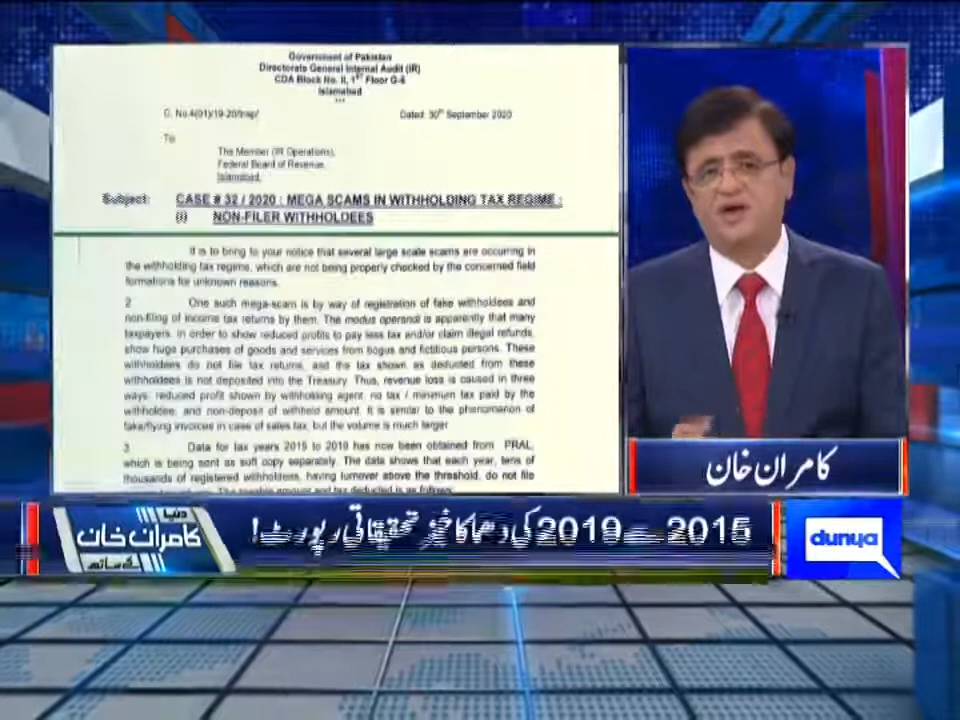 Government of Pakistan
Directorate General Internal Audit (IR)
CDA Block No. II, 1ST Floor G-6
Islamabad
***
C. No.4(01)19-20/Insp/ Dated: 30th September 2020
To
The Member (IR Operations),
Federal Board of Revenue,
Islamabad.
Subject: CASE # 32 / 2020 : MEGA SCAMS IN WITHHOLDING TAX REGIME :
(i) NON-FILER WITHHOLDEES
It is to bring to your notice that several large scale scams are occurring in
the withholding tax regime, which are not being properly checked by the concerned field
formations for unknown reasons.
2 One such mega-scam is by way of registration of fake withholdees and
non-filing of income tax returns by them. The modus operandi is apparently that many
taxpayers, in order to show reduced profits to pay less tax and/or claim illegal refunds,
show huge purchases of goods and services from bogus and fictitious persons. These
withholdees do not file tax returns, and the tax shown as deducted from these
withholdees is not deposited into the Treasury. Thus, revenue loss is caused in three
ways: reduced profit shown by withholding agent, no tax / minimum tax paid by the
withholdee, and non-deposit of withheld amount. It is similar to the phenomenon of
fake/flying invoices in case of sales tax, but the volume is much larger
3 Data for tax years 2015 to 2019 has now been obtained from PRAL,
which is being sent as soft copy separately. The data shows that each year, tens of
thousands of registered withholdees, having turnover above the threshold, do not file
کامران خان
2015 سے 2019 کی دھماکا خیز تحقیقاتی رپورٹ!
دنیا
کامران خان
کے ساتھ
dunya